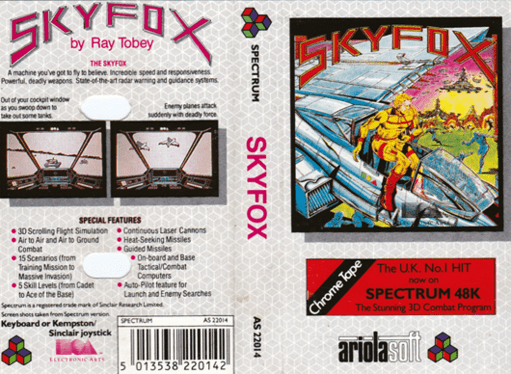 SKYFOX
by Ray Tobey
THE SKYFOX
A machine you've got to fly to believe. Incredible speed and responsiveness.
Powerful, deadly weapons. State-of-the-art radar warning and guidance systems.
Out of your cockpit window
as you swoop down to
take out some tanks.
Enemy planes attack
suddenly with deadly force.
SPECIAL FEATURES
● 3D Scrolling Flight Simulation
● Air to Air and Air to Ground
Combat
● 15 Scenarios (from
Training Mission to
Massive Invasion)
● 5 Skill Levels (from Cadet
to Ace of the Base)
● Continuous Laser Cannons
● Heat-Seeking Missiles
● Guided Missiles
● On-board and Base
Tactical/Combat
Computers
● Auto-Pilot feature for
Launch and Enemy Searches
Spectrum is a registered trade mark of Sinclair Research Limited.
Screen shots taken from Spectrum version.
Keyboard or Kempston/
Sinclair joystick
ELECTRONIC ARTS
SPECTRUM AS 22014
5 013538 220142
SPECTRUM
SKYFOX
AS 22014
SKYFOX
Chrome Tape
The U.K. No.1 HIT
now on
SPECTRUM 48K
The Stunning 3D Combat Program
ariolasoft